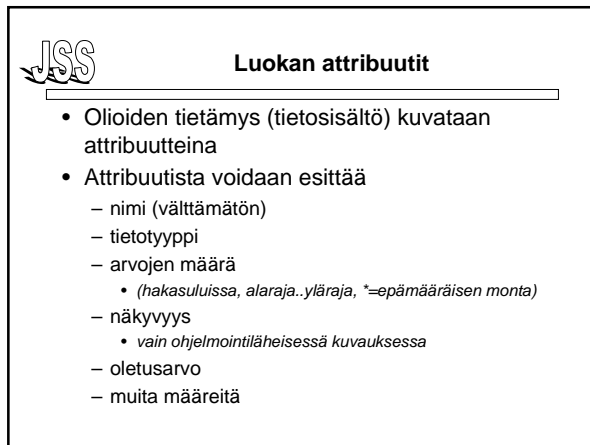 JSS
Luokan attribuutit
• Olioiden tietämys (tietosisältö) kuvataan
attribuutteina
• Attribuutista voidaan esittää
– nimi (välttämätön)
– tietotyyppi
– arvojen määrä
• (hakasuluissa, alaraja..yläraja, *=epämääräisen monta)
– näkyvyys
• vain ohjelmointiläheisessä kuvauksessa
– oletusarvo
– muita määreitä